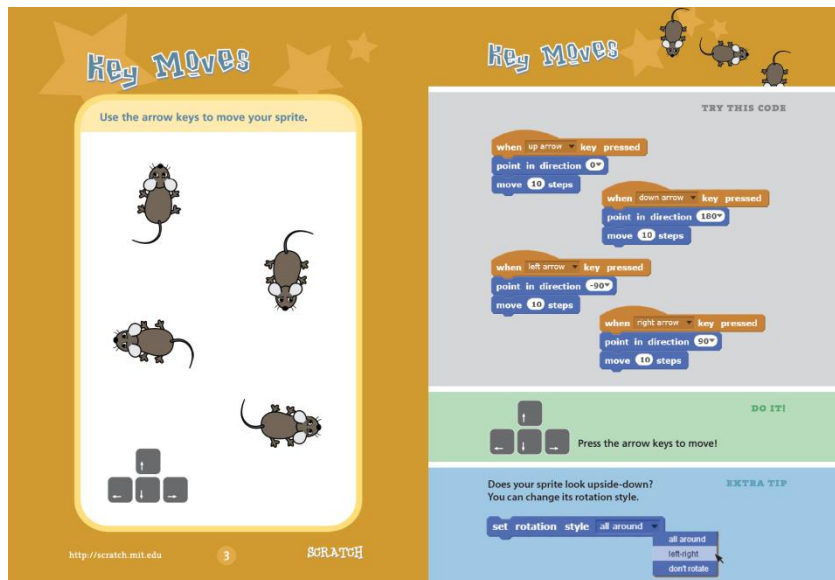 Key Moves
Use the arrow keys to move your sprite.
http://scratch.mit.edu
3
SCRATCH
Key Moves
TRY THIS CODE
when up arrow key pressed
point in direction 0
move 10 steps
when down arrow key pressed
point in direction 180
move 10 steps
when left arrow key pressed
point in direction -90
move 10 steps
when right arrow key pressed
point in direction 90
move 10 steps
DO IT!
Press the arrow keys to move!
EXTRA TIP
Does your sprite look upside-down?
You can change its rotation style.
set rotation style all around
all around
left-right
don't rotate